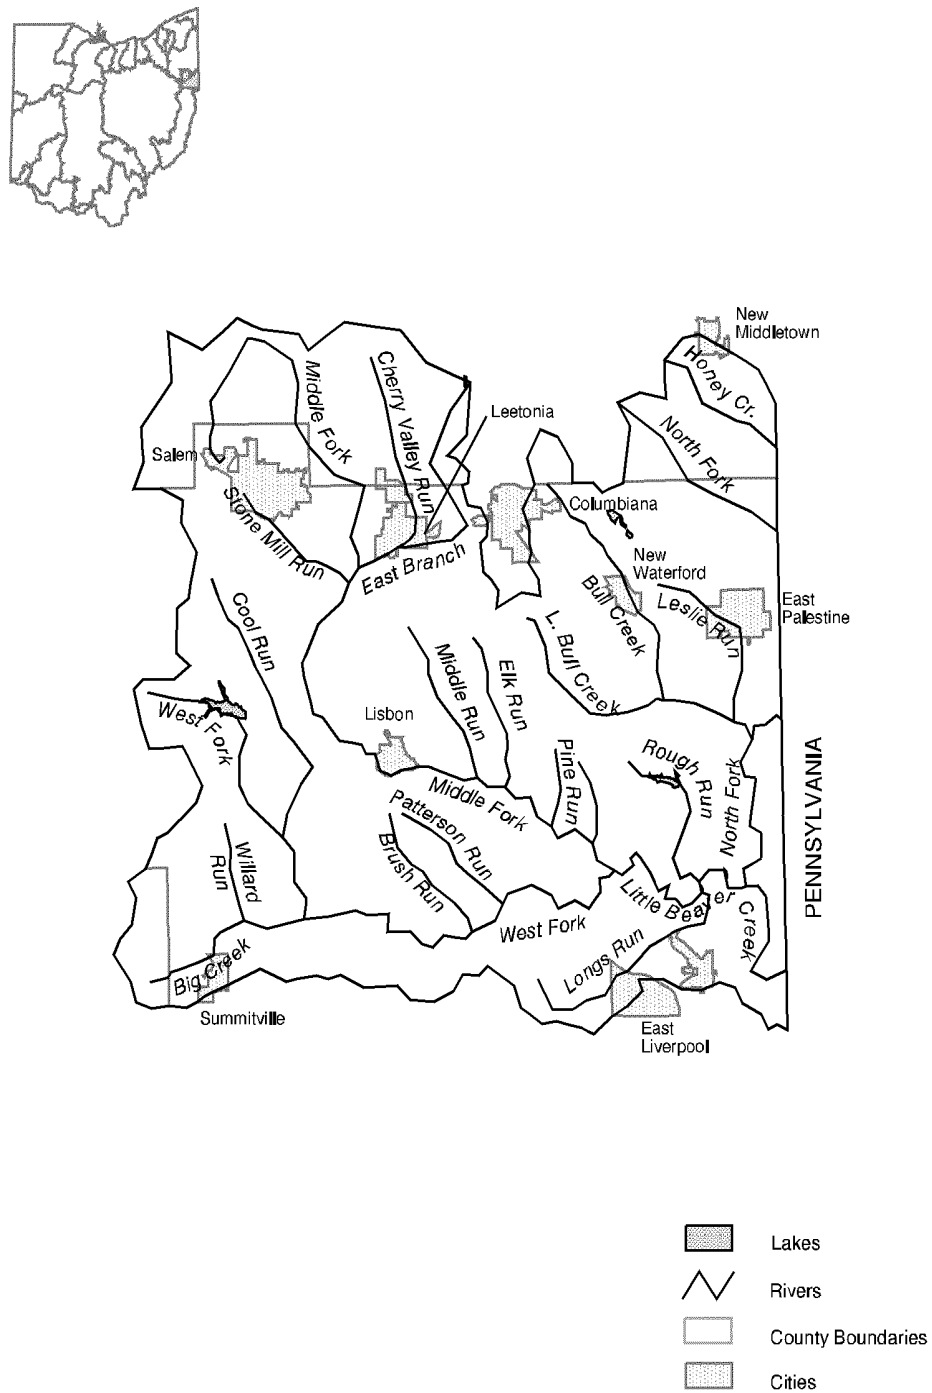 New
Middletown
Honey Cr.
Middle Fork
Cherry Valley Run
Leetonia
North Fork
Salem
Stone Mill Run
Columbiana
East Branch
New
Waterford
Bull Creek
Leslie Run
East
Palestine
Cool Run
L. Bull Creek
Middle Run
Elk Run
West Fork
Lisbon
Pine Run
Rough Run
North Fork
PENNSYLVANIA
Middle Fork
Patterson Run
Brush Run
Willard
Run
Little Beaver Creek
West Fork
Big Creek
Longs Run
Summitville
East
Liverpool
Lakes
Rivers
County Boundaries
Cities